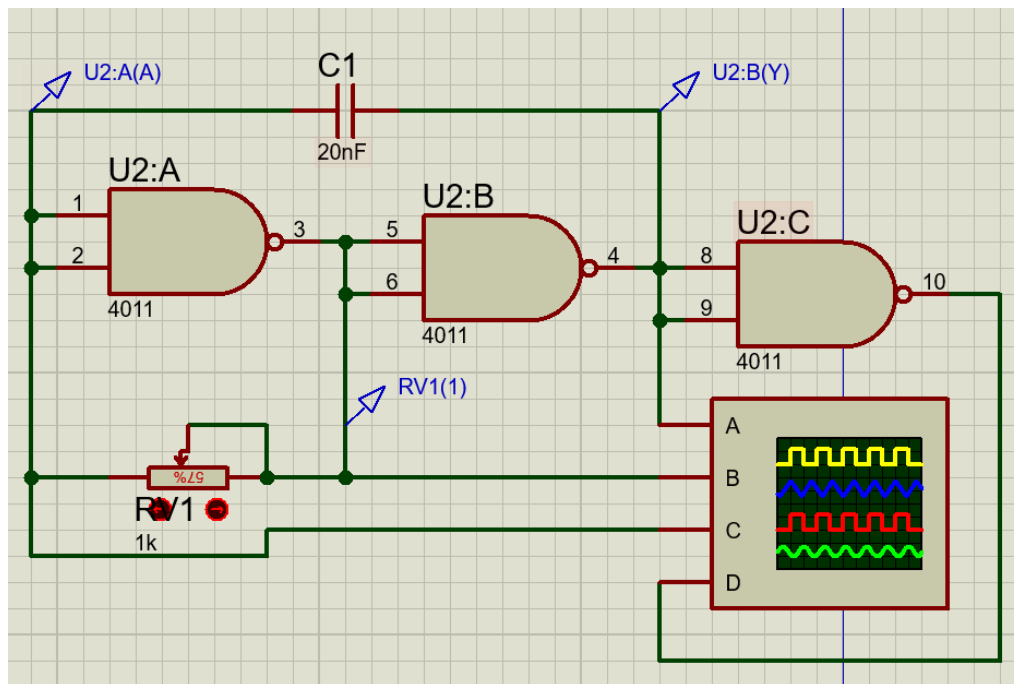 C1
20nF
U2:A(A)
U2:B(Y)
U2:A
1
2
3
4011
U2:B
5
6
4
4011
U2:C
8
9
10
4011
RV1(1)
57%
RV1
1k
A
B
C
D